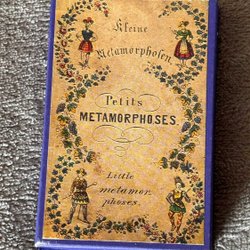 Kleine
Metamorphosen.
Petits
METAMORPHOSES.
Little
metamor
phoses.